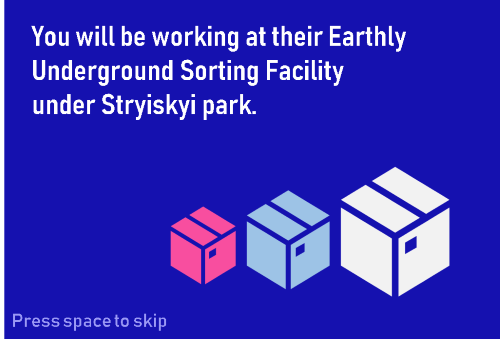 You will be working at their Earthly
Underground Sorting Facility
under Stryiskyi park.
Press space to skip